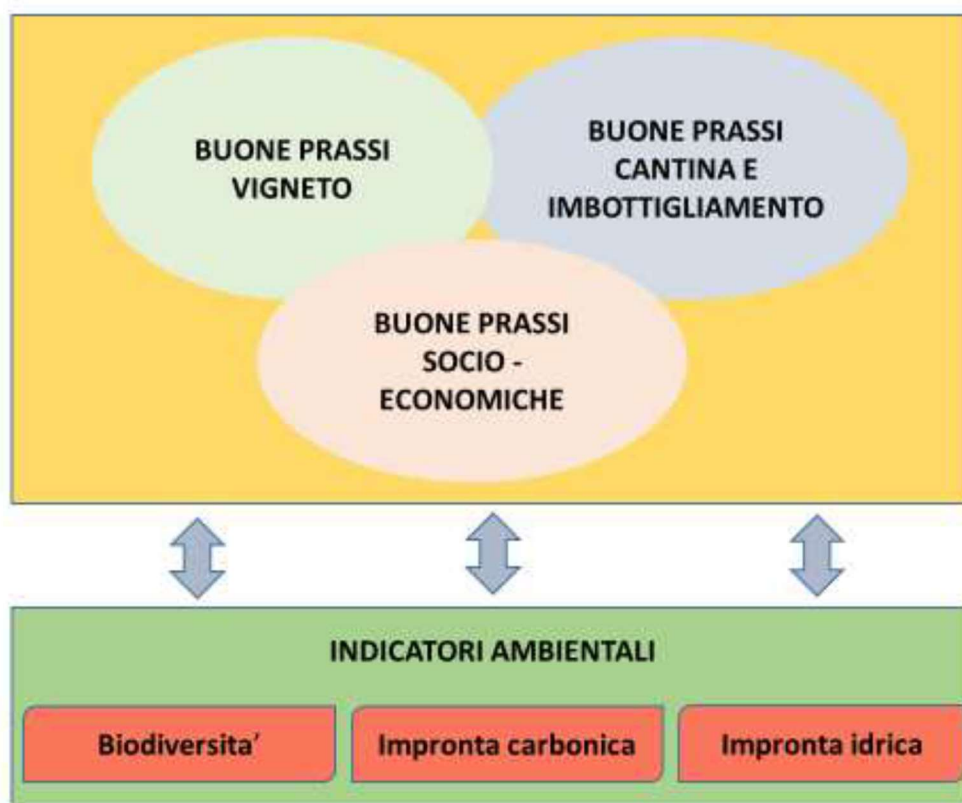 BUONE PRASSI
VIGNETO
BUONE PRASSI
CANTINA E
IMBOTTIGLIAMENTO
BUONE PRASSI
SOCIO -
ECONOMICHE
INDICATORI AMBIENTALI
Biodiversita’
Impronta carbonica
Impronta idrica